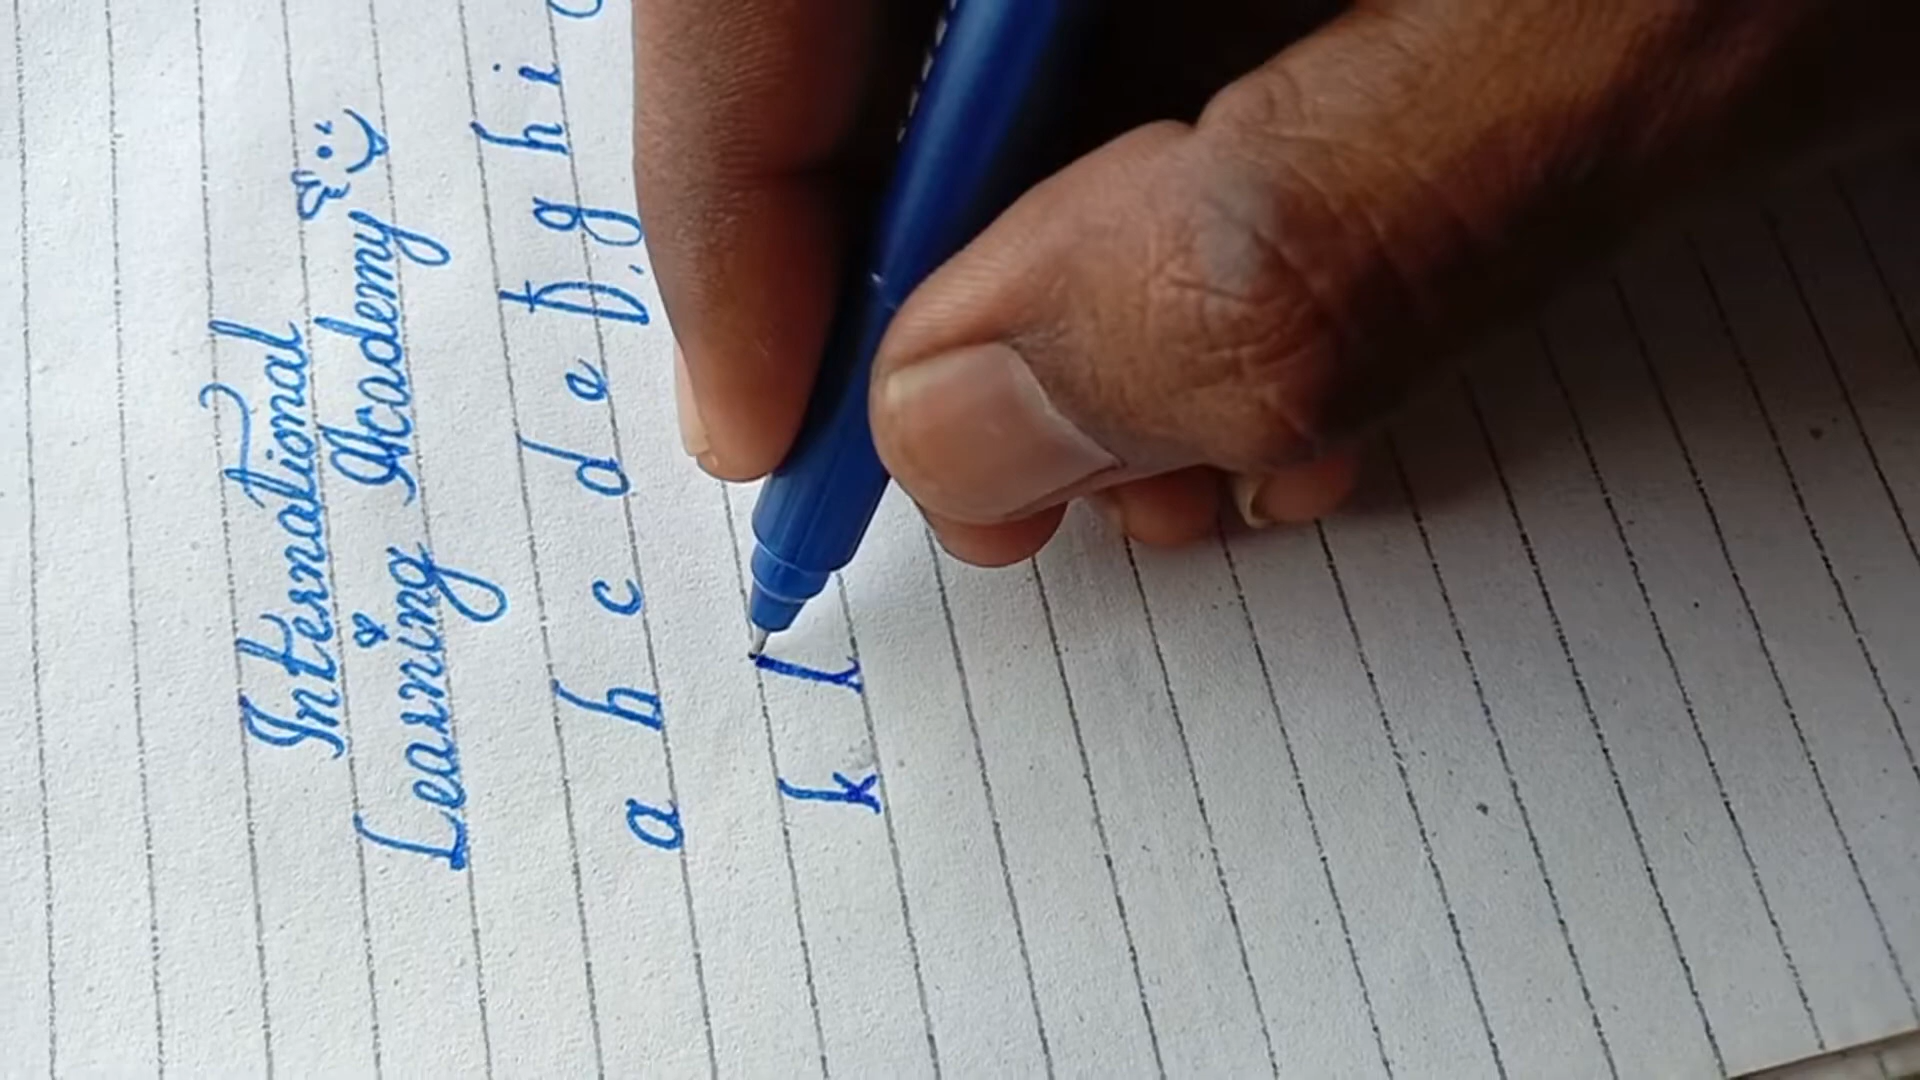 International
Learning Academy
a b c d e f g h i
k l